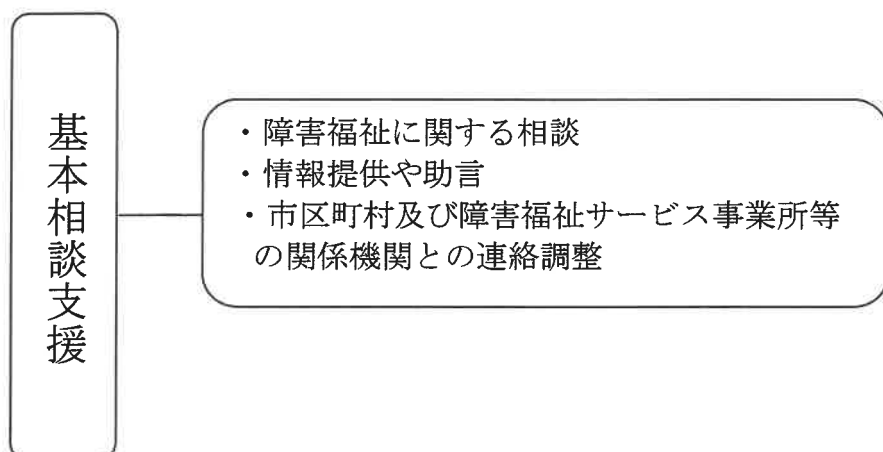 基本相談支援
・障害福祉に関する相談
・情報提供や助言
・市区町村及び障害福祉サービス事業所等
の関係機関との連絡調整